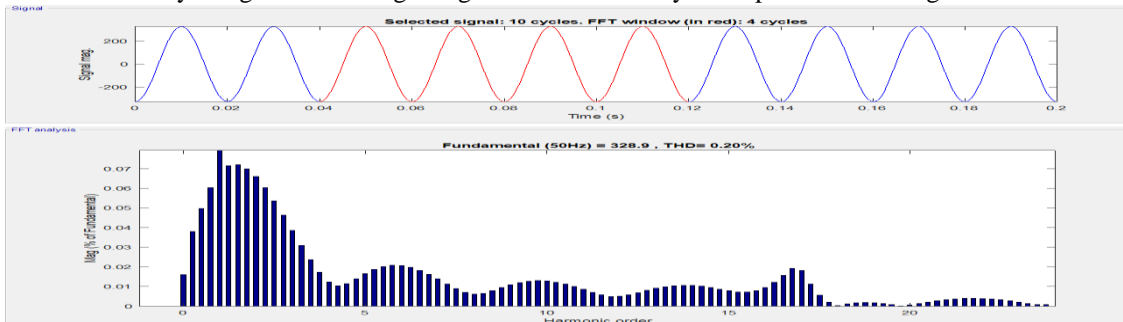 Signal
Selected signal: 10 cycles. FFT window (in red): 4 cycles
200
0
-200
Signal mag.
0 0.02 0.04 0.06 0.08 0.1 0.12 0.14 0.16 0.18 0.2
Time (s)
FFT analysis
Fundamental (50Hz) = 328.9 , THD= 0.20%
0.07
0.06
0.05
0.04
0.03
0.02
0.01
0
Mag (% of Fundamental)
0 5 10 15 20
Harmonic order